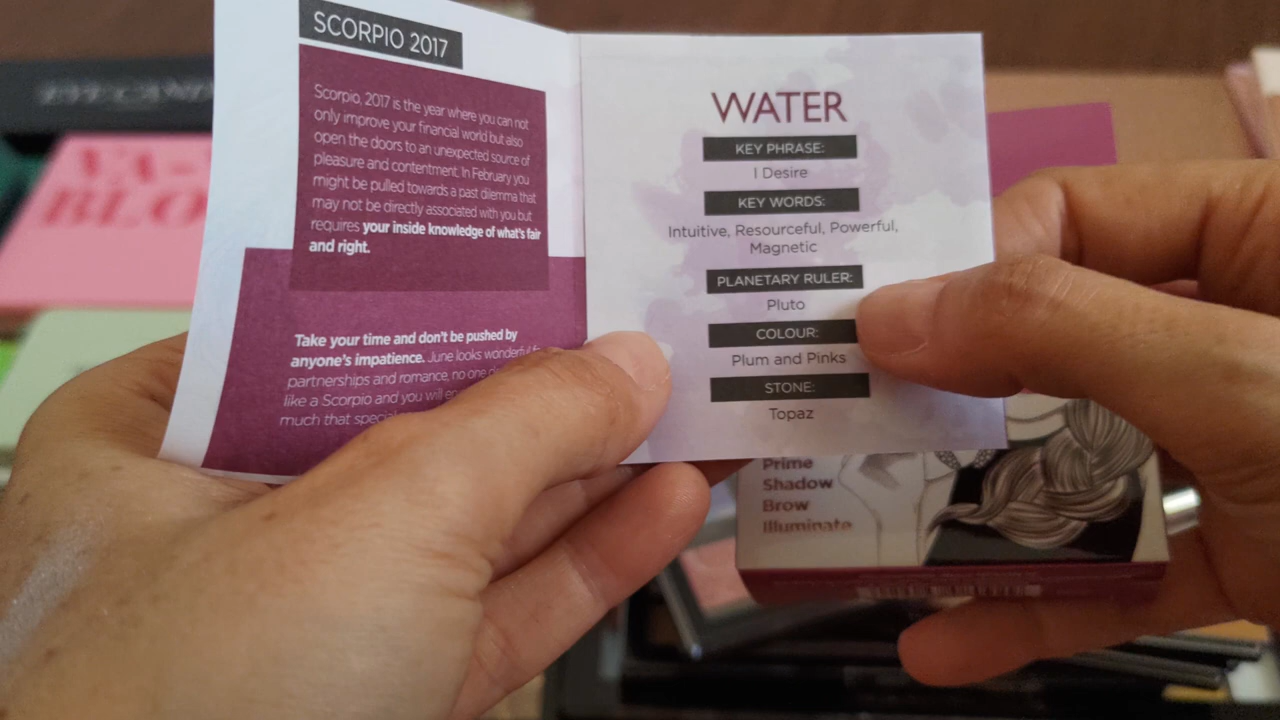 SCORPIO 2017
Scorpio, 2017 is the year where you can not
only improve your financial world but also
open the doors to an unexpected source of
pleasure and contentment. In February you
might be pulled towards a past dilemma that
may not be directly associated with you but
requires your inside knowledge of what's fair
and right.
Take your time and don't be pushed by
anyone's impatience. June looks wonderful
partnerships and romance, no one
like a Scorpio and you will
much that
WATER
KEY PHRASE:
I Desire
KEY WORDS:
Intuitive, Resourceful, Powerful,
Magnetic
PLANETARY RULER:
Pluto
COLOUR:
Plum and Pinks
STONE:
Topaz
Prime
Shadow
Brow
Illuminate